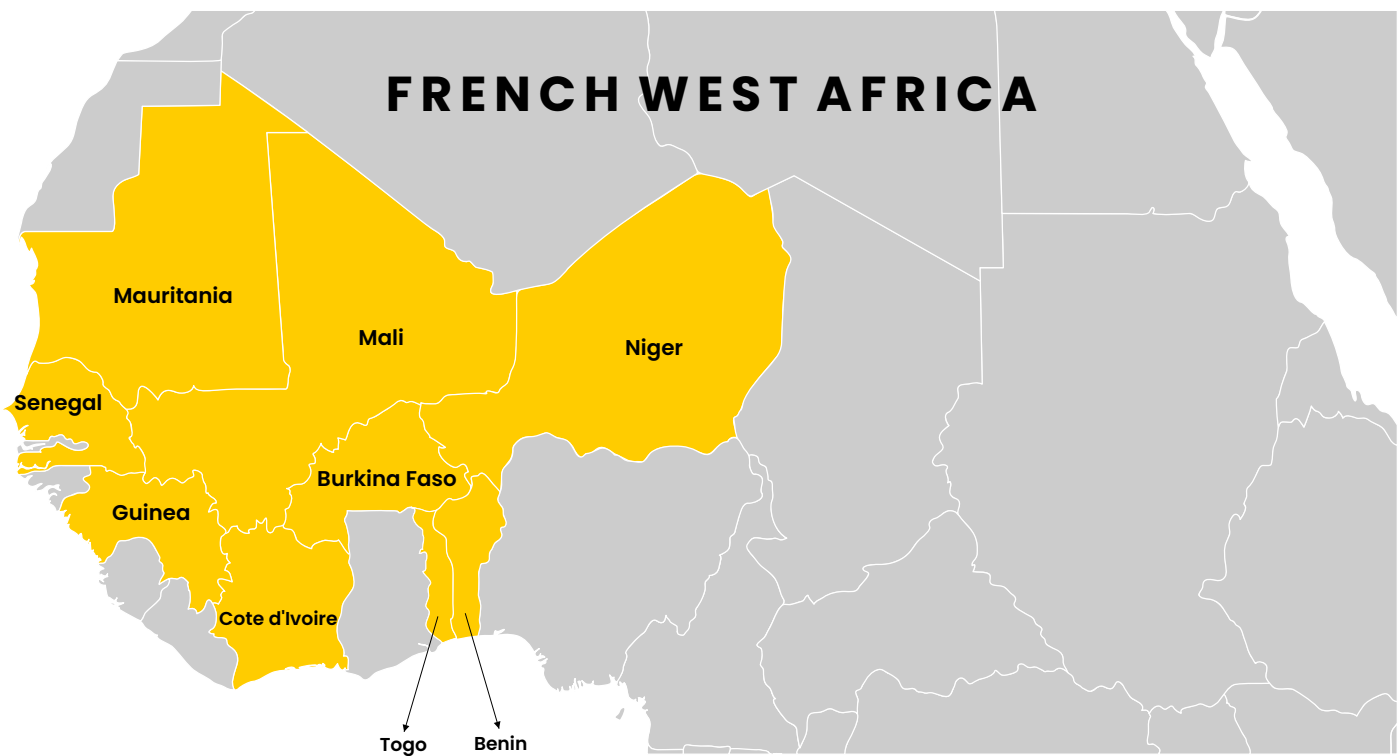 FRENCH WEST AFRICA
Mauritania
Mali
Niger
Senegal
Burkina Faso
Guinea
Cote d'Ivoire
Togo
Benin